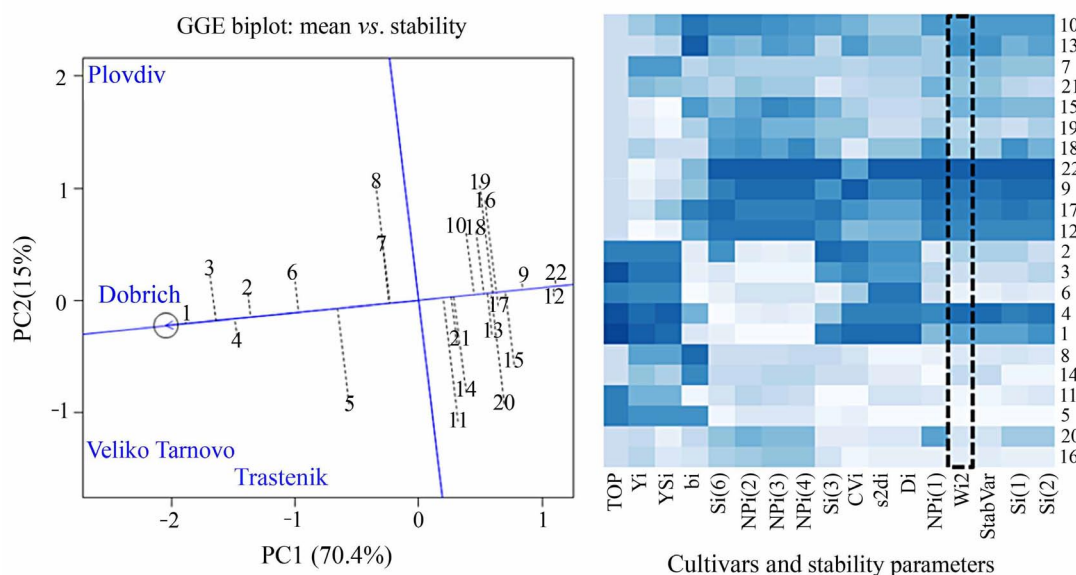 GGE biplot: mean vs. stability
Plovdiv
Dobrich
Veliko Tarnovo
Trastenik
2
1
0
-1
PC2(15%)
8
19
16
10
18
7
3
2
6
9
22
1
12
17
4
21
13
15
5
14
20
11
-2
-1
0
1
PC1 (70.4%)
10
13
7
21
15
19
18
22
9
17
12
2
3
6
4
1
8
14
11
5
20
16
TOP
Yi
YSi
bi
Si(6)
NPi(2)
NPi(3)
NPi(4)
Si(3)
CVi
s2di
Di
NPi(1)
Wi2
StabVar
Si(1)
Si(2)
Cultivars and stability parameters